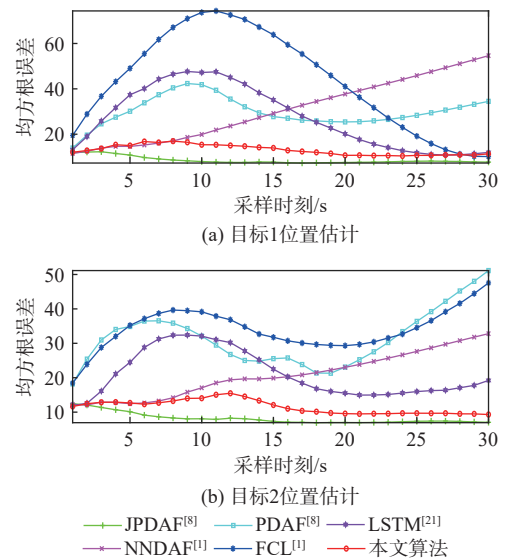 60
40
20
均方根误差
5 10 15 20 25 30
采样时刻/s
(a) 目标1位置估计
50
40
30
20
10
均方根误差
5 10 15 20 25 30
采样时刻/s
(b) 目标2位置估计
JPDAF[8] PDAF[8] LSTM[21]
NNDAF[1] FCL[1] 本文算法